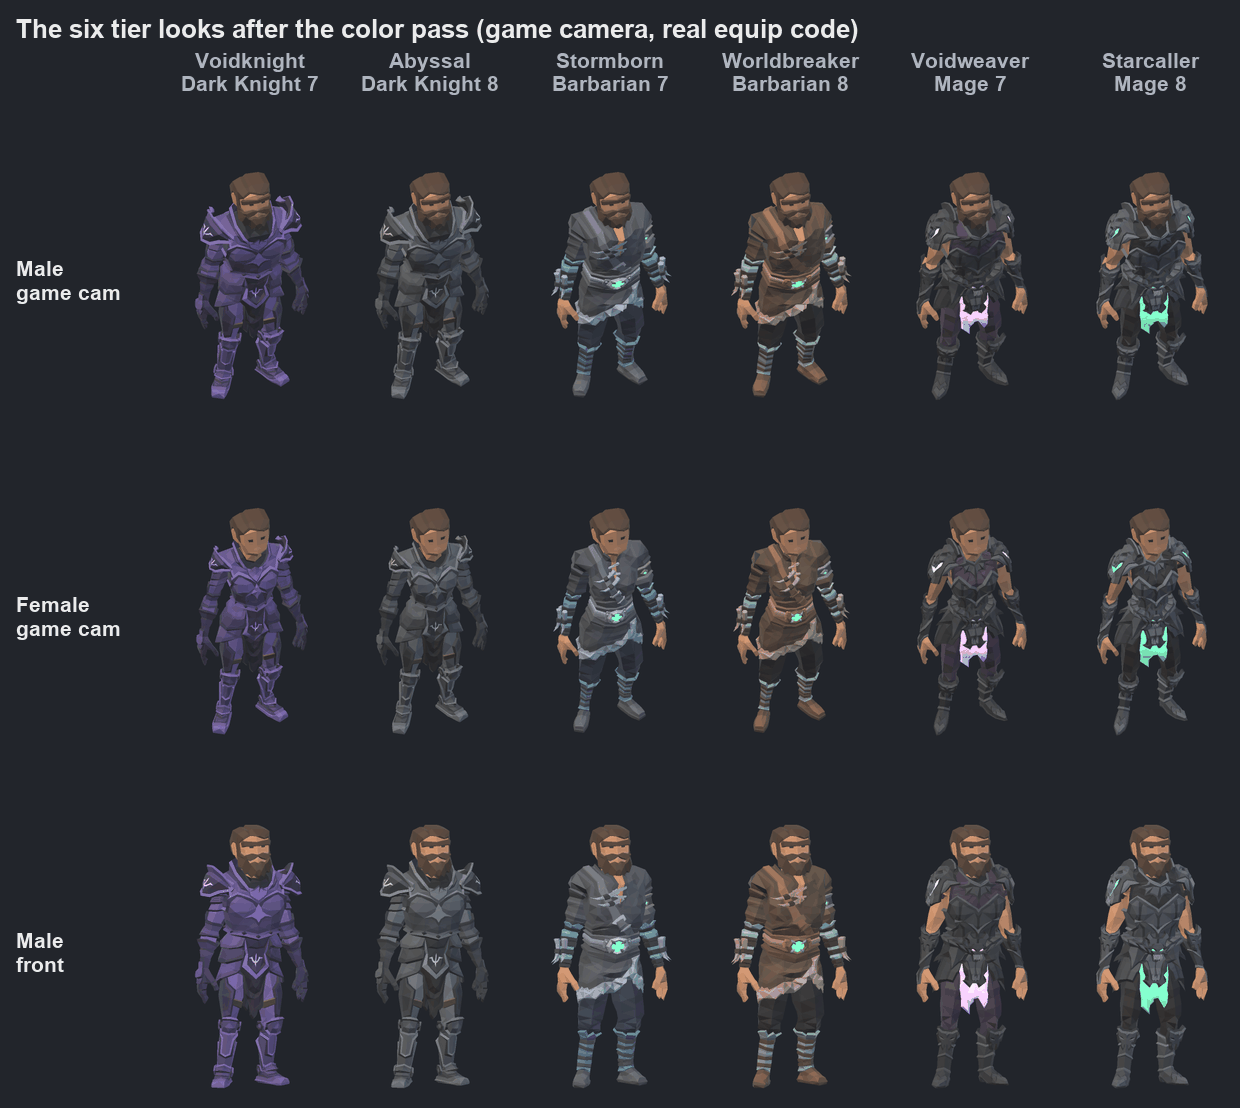 The six tier looks after the color pass (game camera, real equip code)
Voidknight
Dark Knight 7
Abyssal
Dark Knight 8
Stormborn
Barbarian 7
Worldbreaker
Barbarian 8
Voidweaver
Mage 7
Starcaller
Mage 8
Male
game cam
Female
game cam
Male
front